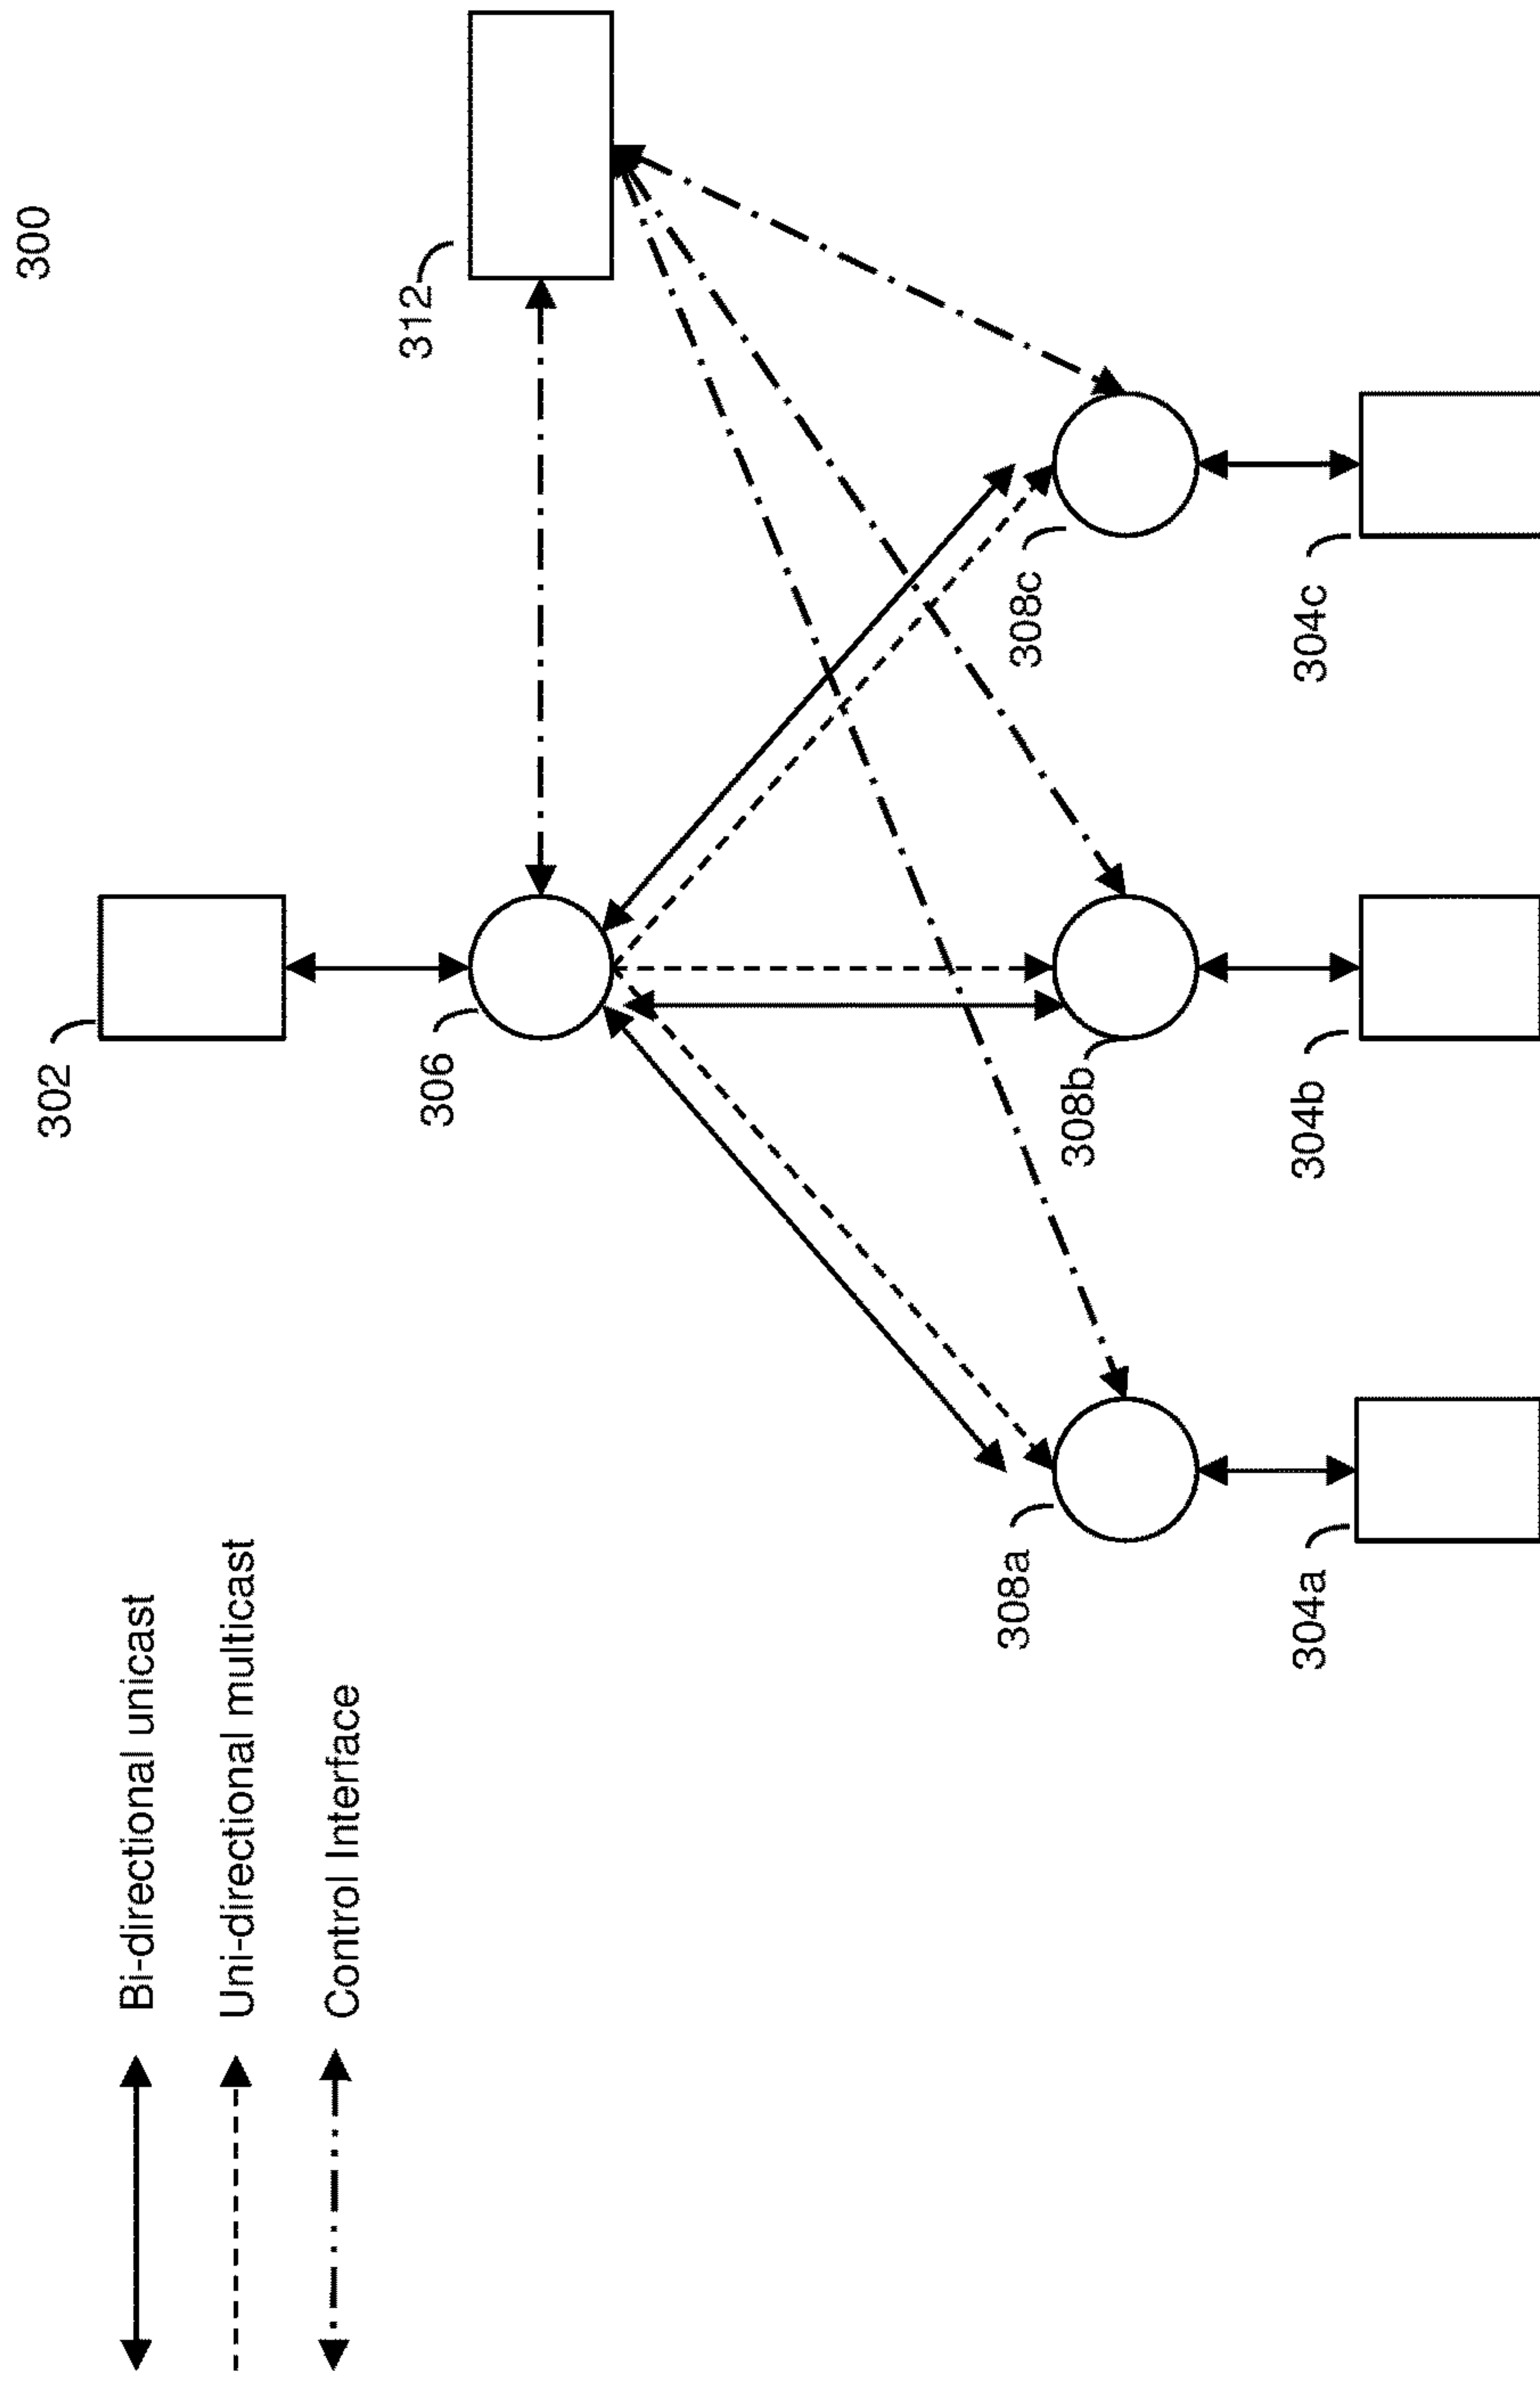 Bi-directional unicast
Uni-directional multicast
Control Interface
300
302
306
312
308a
308b
308c
304a
304b
304c